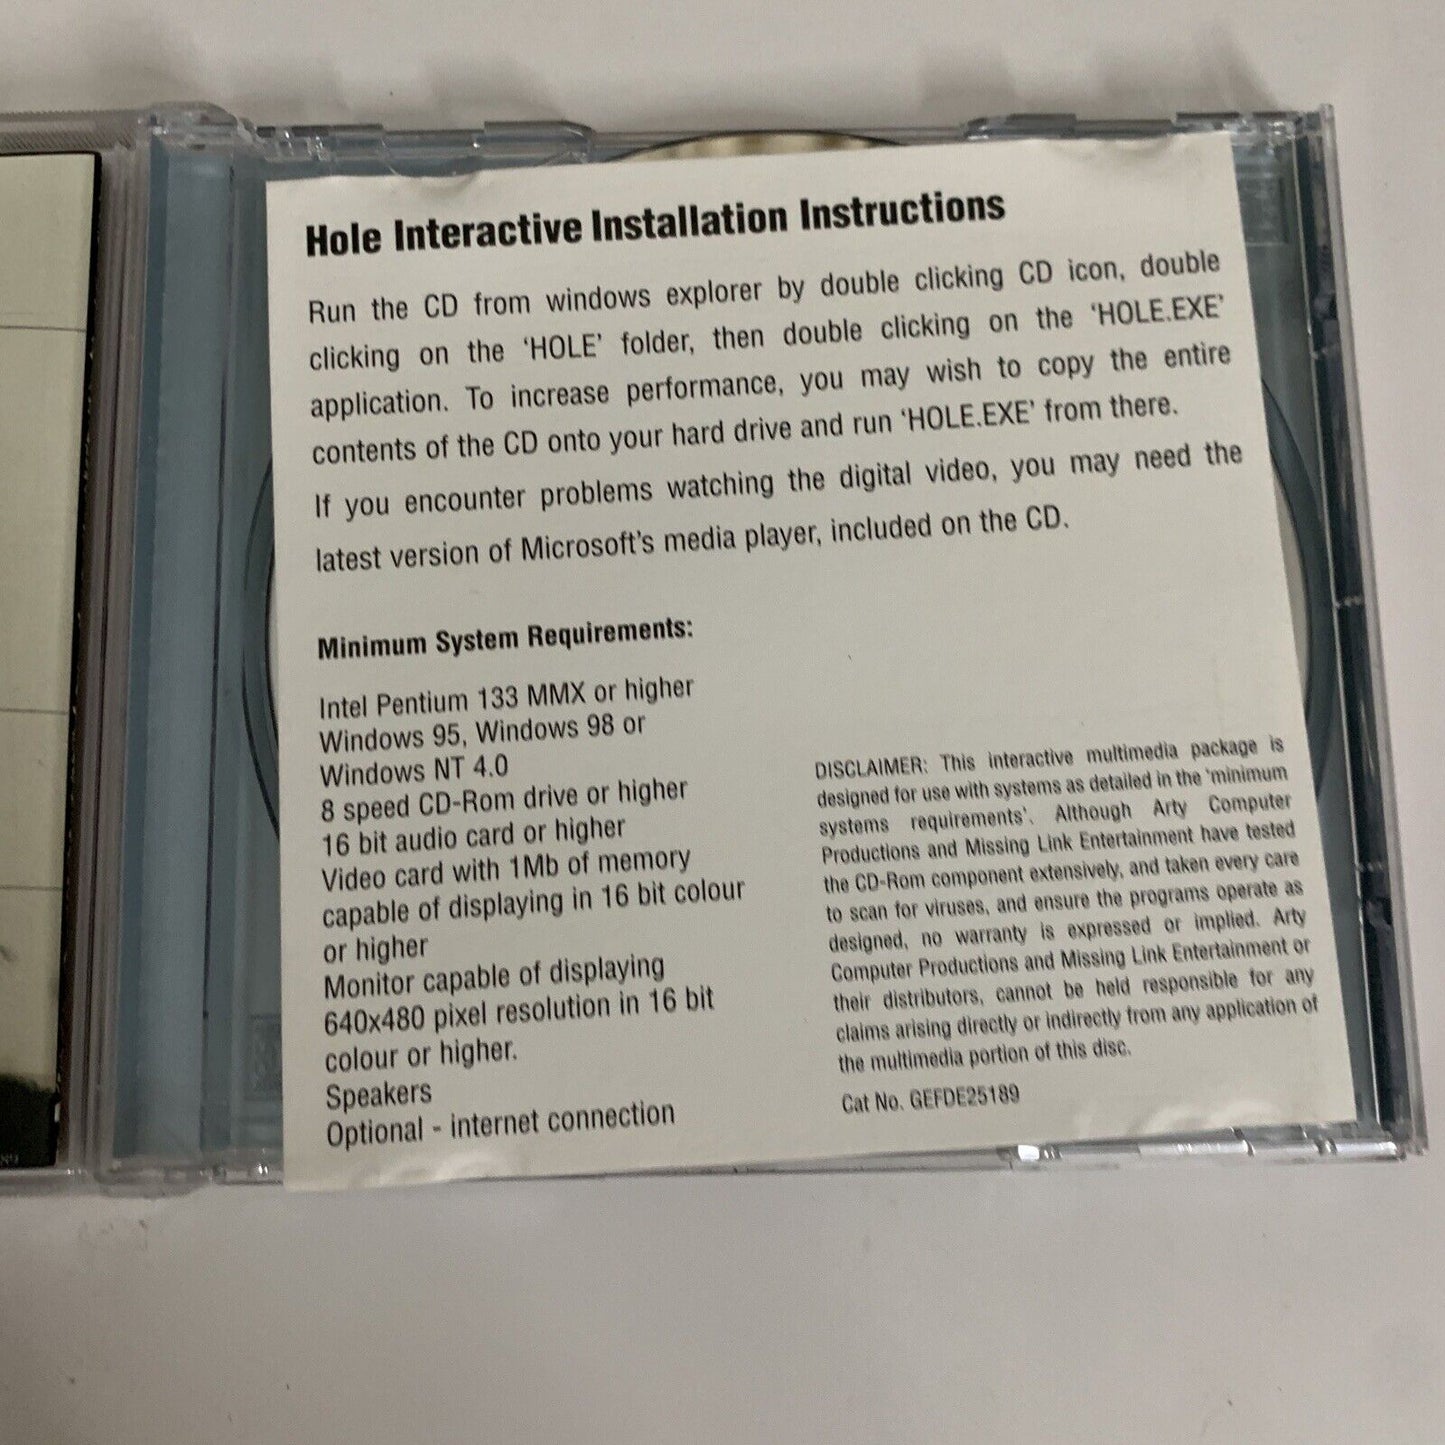 Hole Interactive Installation Instructions
Run the CD from windows explorer by double clicking CD icon, double
clicking on the ‘HOLE’ folder, then double clicking on the ‘HOLE.EXE’
application. To increase performance, you may wish to copy the entire
contents of the CD onto your hard drive and run ‘HOLE.EXE’ from there.
If you encounter problems watching the digital video, you may need the
latest version of Microsoft's media player, included on the CD.
Minimum System Requirements:
Intel Pentium 133 MMX or higher
Windows 95, Windows 98 or
Windows NT 4.0
8 speed CD-Rom drive or higher
16 bit audio card or higher
Video card with 1Mb of memory
capable of displaying in 16 bit colour
or higher
Monitor capable of displaying
640x480 pixel resolution in 16 bit
colour or higher.
Speakers
Optional - internet connection
DISCLAIMER: This interactive multimedia package is
designed for use with systems as detailed in the ‘minimum
systems requirements’. Although Arty Computer
Productions and Missing Link Entertainment have tested
the CD-Rom component extensively, and taken every care
to scan for viruses, and ensure the programs operate as
designed, no warranty is expressed or implied. Arty
Computer Productions and Missing Link Entertainment or
their distributors, cannot be held responsible for any
claims arising directly or indirectly from any application of
the multimedia portion of this disc.
Cat No. GEFDE25189